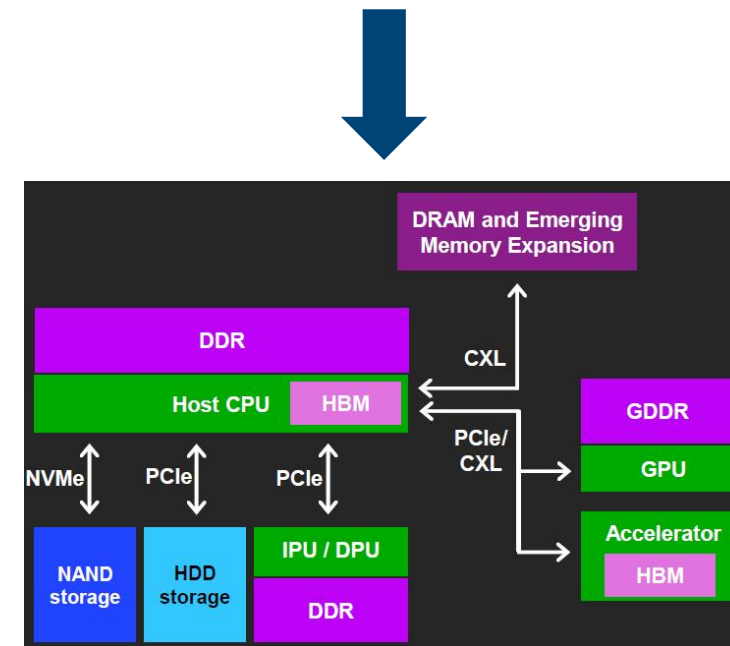 DRAM and Emerging
Memory Expansion
DDR
CXL
Host CPU
HBM
GDDR
PCIe/
CXL
GPU
NVMe
PCIe
PCIe
NAND
storage
HDD
storage
IPU / DPU
DDR
Accelerator
HBM